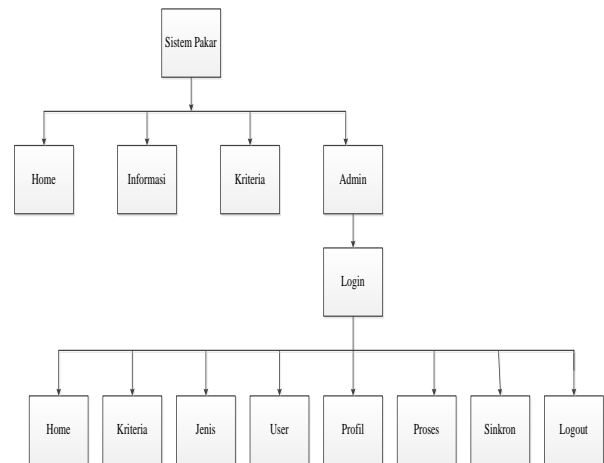 Sistem Pakar
Home
Informasi
Kriteria
Admin
Login
Home
Kriteria
Jenis
User
Profil
Proses
Sinkron
Logout